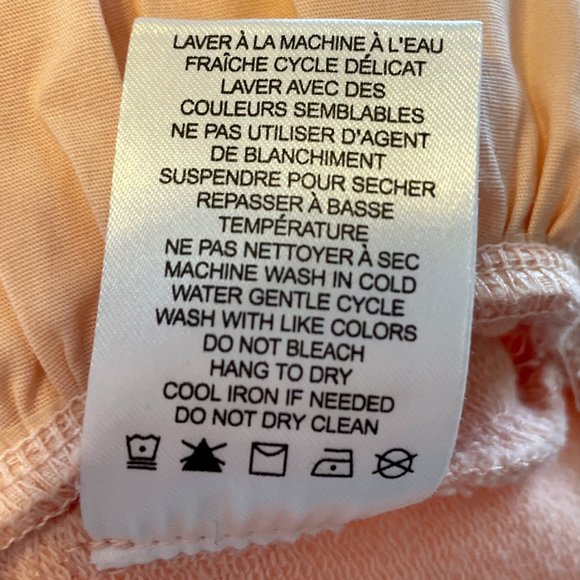 LAVER À LA MACHINE À L'EAU
FRAÎCHE CYCLE DÉLICAT
LAVER AVEC DES
COULEURS SEMBLABLES
NE PAS UTILISER D'AGENT
DE BLANCHIMENT
SUSPENDRE POUR SECHER
REPASSER À BASSE
TEMPÉRATURE
NE PAS NETTOYER À SEC
MACHINE WASH IN COLD
WATER GENTLE CYCLE
WASH WITH LIKE COLORS
DO NOT BLEACH
HANG TO DRY
COOL IRON IF NEEDED
DO NOT DRY CLEAN